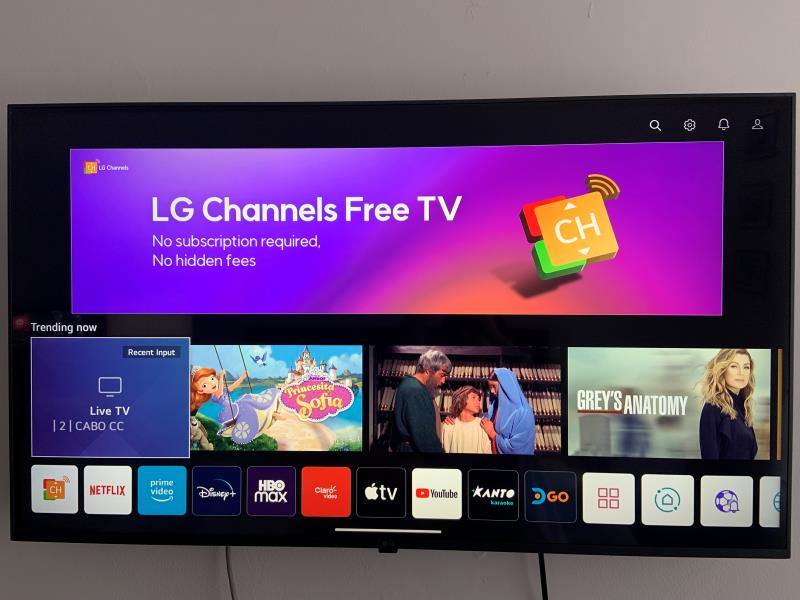 CH LG Channels
LG Channels Free TV
No subscription required,
No hidden fees
CH
Trending now
Recent Input
Live TV
| 2 | CABO CC
Princesita
Sofia
GREY'S ANATOMY
CH
NETFLIX
prime
video
Disney+
HBO
max
Claro
video
tv
YouTube
KANTO
karaoke
DGO